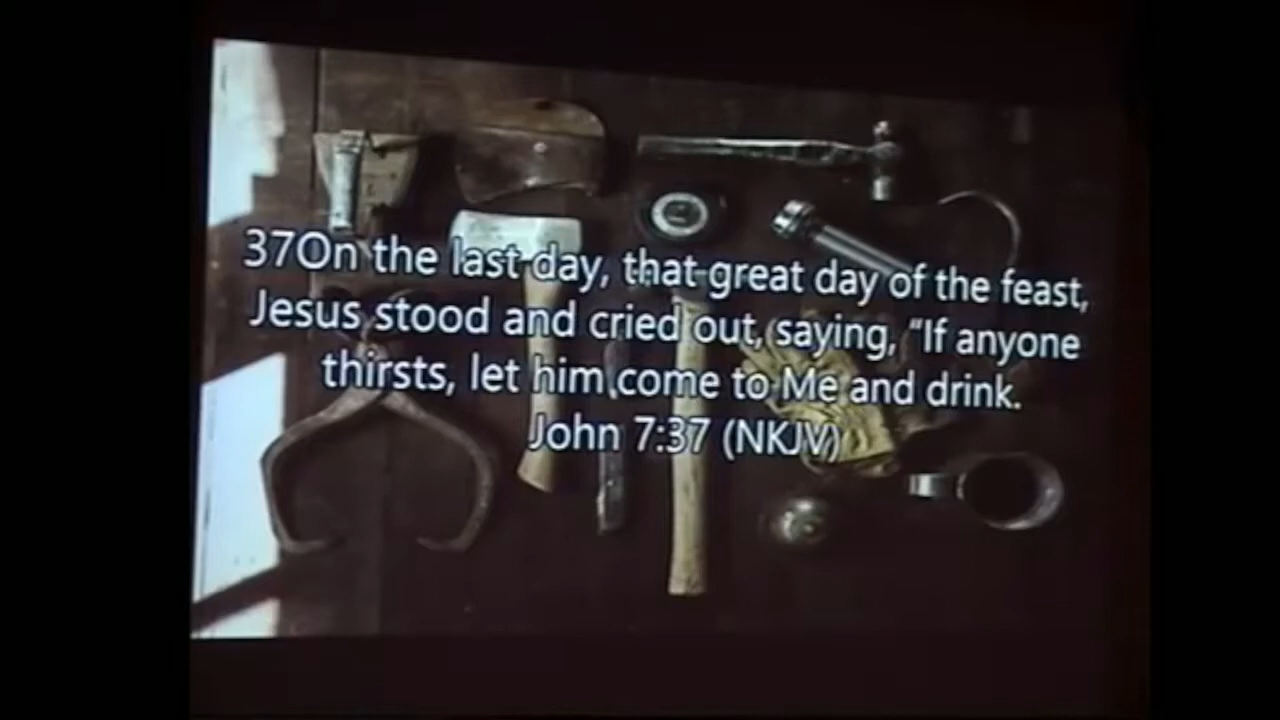 37On the last day, that great day of the feast,
Jesus stood and cried out, saying, “If anyone
thirsts, let him come to Me and drink.
John 7:37 (NKJV)